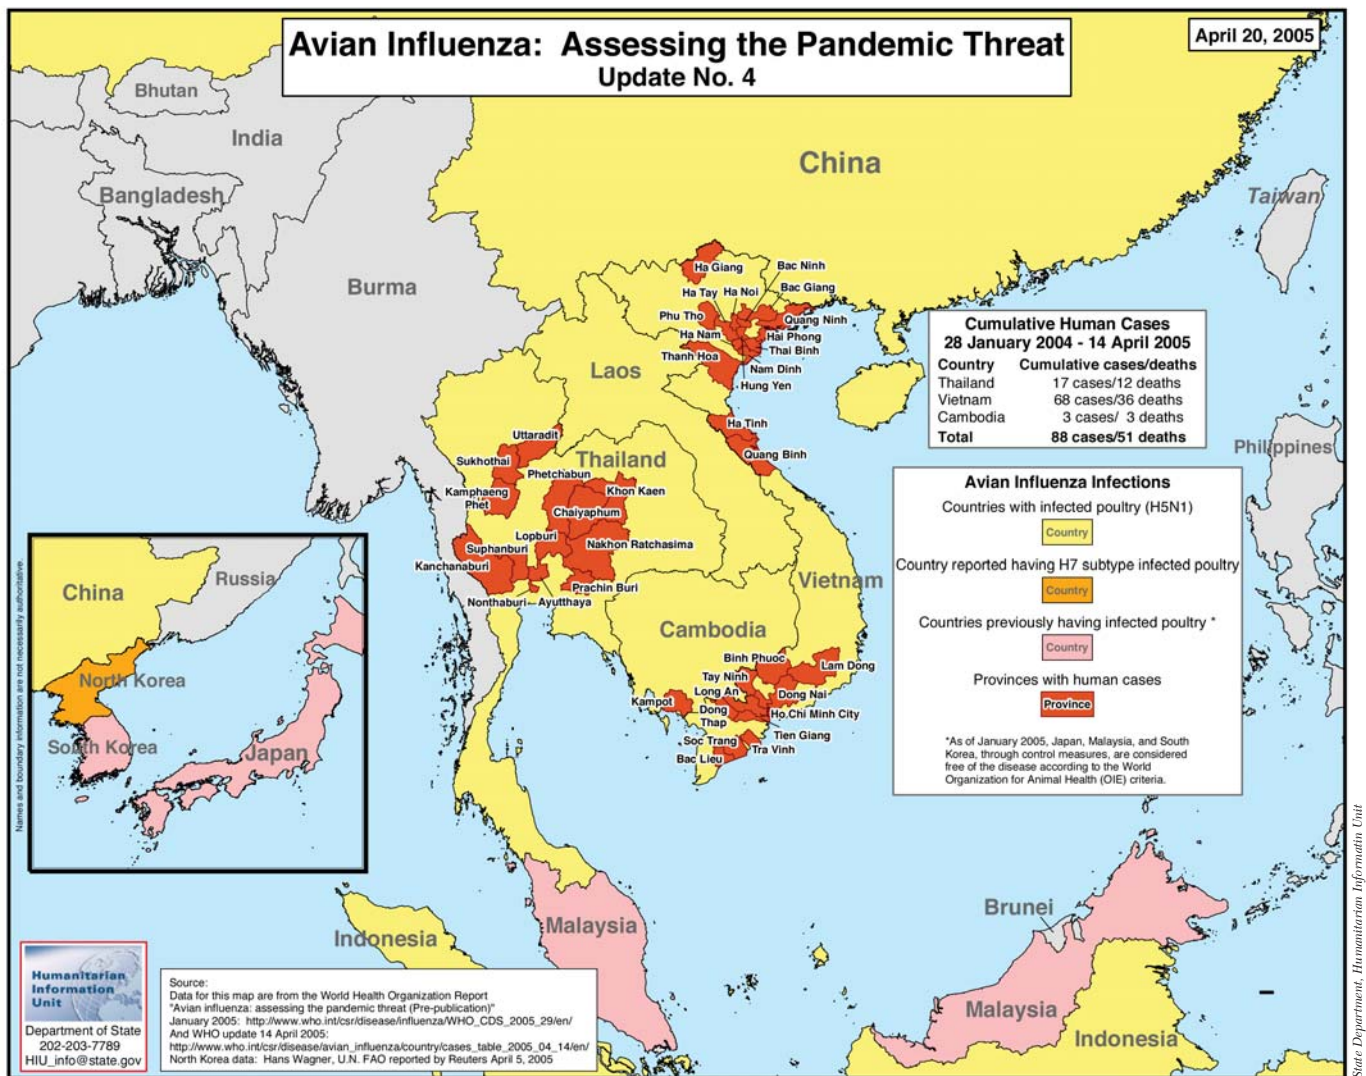 Avian Influenza: Assessing the Pandemic Threat
Update No. 4
April 20, 2005
Bhutan
India
Bangladesh
Burma
China
Taiwan
Laos
Thailand
Vietnam
Cambodia
Philippines
Ha Giang
Bac Ninh
Ha Tay
Ha Noi
Bac Giang
Phu Tho
Quang Ninh
Ha Nam
Hai Phong
Thai Binh
Thanh Hoa
Nam Dinh
Hung Yen
Ha Tinh
Quang Binh
Uttaradit
Sukhothai
Phetchabun
Kamphaeng
Phet
Khon Kaen
Chaiyaphum
Lopburi
Suphanburi
Nakhon Ratchasima
Kanchanaburi
Prachin Buri
Nonthaburi
Ayutthaya
Binh Phuoc
Lam Dong
Tay Ninh
Long An
Dong Nai
Kampot
Dong
Thap
Ho Chi Minh City
Tien Giang
Soc Trang
Tra Vinh
Bac Lieu
Cumulative Human Cases
28 January 2004 - 14 April 2005
Country Cumulative cases/deaths
Thailand 17 cases/12 deaths
Vietnam 68 cases/36 deaths
Cambodia 3 cases/ 3 deaths
Total 88 cases/51 deaths
Avian Influenza Infections
Countries with infected poultry (H5N1)
Country
Country reported having H7 subtype infected poultry
Country
Countries previously having infected poultry *
Country
Provinces with human cases
Province
*As of January 2005, Japan, Malaysia, and South
Korea, through control measures, are considered
free of the disease according to the World
Organization for Animal Health (OIE) criteria.
China
Russia
North Korea
South Korea
Japan
Names and boundary information are not necessarily authoritative.
Indonesia
Malaysia
Brunei
Malaysia
Indonesia
Humanitarian
Information
Unit
Department of State
202-203-7789
HIU_info@state.gov
Source:
Data for this map are from the World Health Organization Report
"Avian influenza: assessing the pandemic threat (Pre-publication)"
January 2005: http://www.who.int/csr/disease/influenza/WHO_CDS_2005_29/en/
And WHO update 14 April 2005:
http://www.who.int/csr/disease/avian_influenza/country/cases_table_2005_04_14/en/
North Korea data: Hans Wagner, U.N. FAO reported by Reuters April 5, 2005
State Department, Humanitarian Informatin Unit